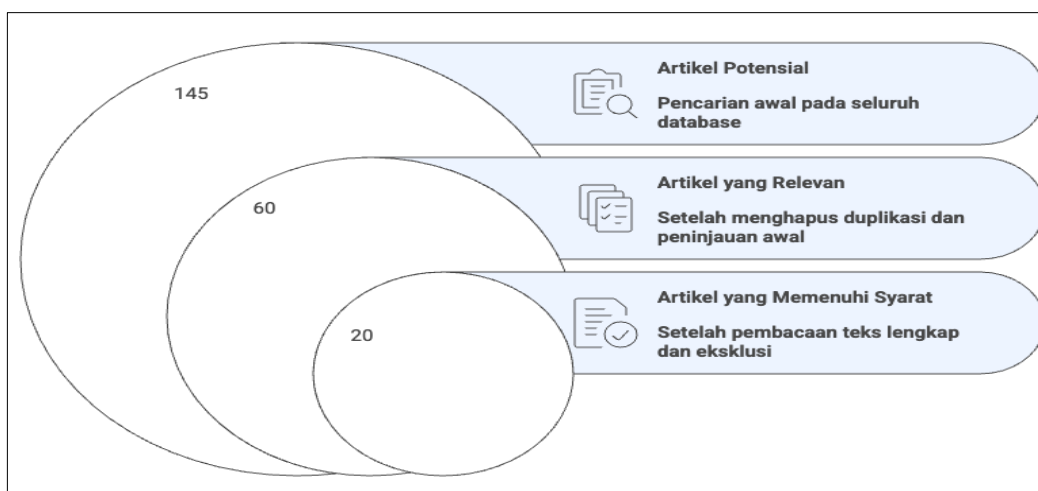 145
Artikel Potensial
Pencarian awal pada seluruh
database
60
Artikel yang Relevan
Setelah menghapus duplikasi dan
peninjauan awal
20
Artikel yang Memenuhi Syarat
Setelah pembacaan teks lengkap
dan eksklusi